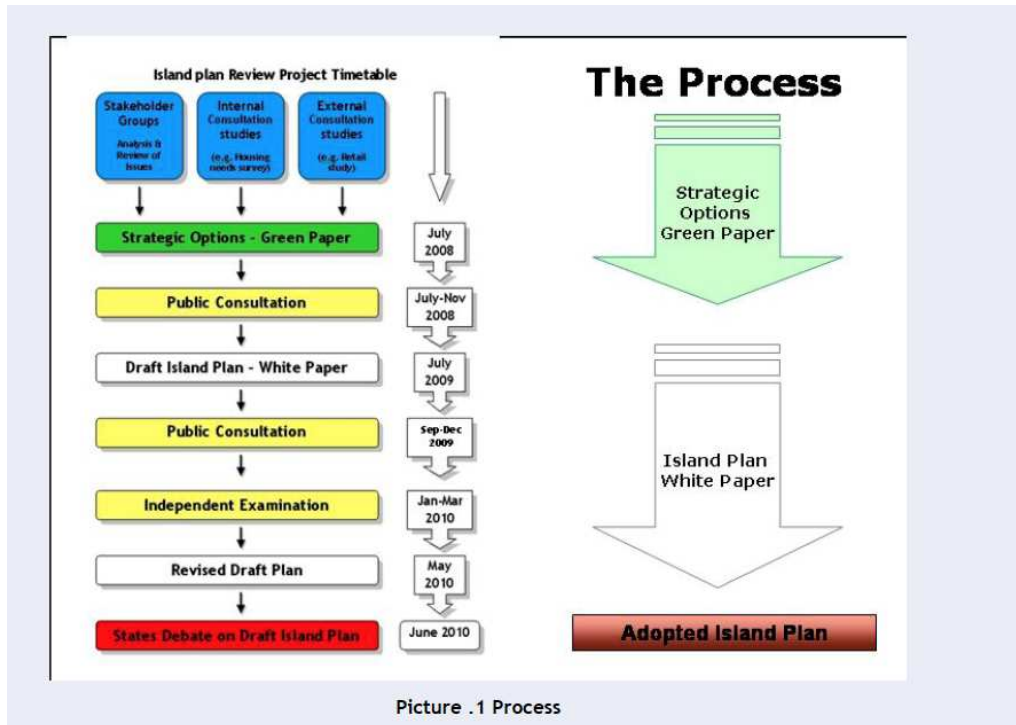 Island plan Review Project Timetable
Stakeholder
Groups
Analysis &
Review of
Issues
Internal
Consultation
studies
(e.g. Housing
needs survey)
External
Consultation
studies
(e.g. Retail
study)
Strategic Options - Green Paper
July
2008
Public Consultation
July-Nov
2008
Draft Island Plan - White Paper
July
2009
Public Consultation
Sep-Dec
2009
Independent Examination
Jan-Mar
2010
Revised Draft Plan
May
2010
States Debate on Draft Island Plan
June 2010
The Process
Strategic
Options
Green Paper
Island Plan
White Paper
Adopted Island Plan
Picture .1 Process